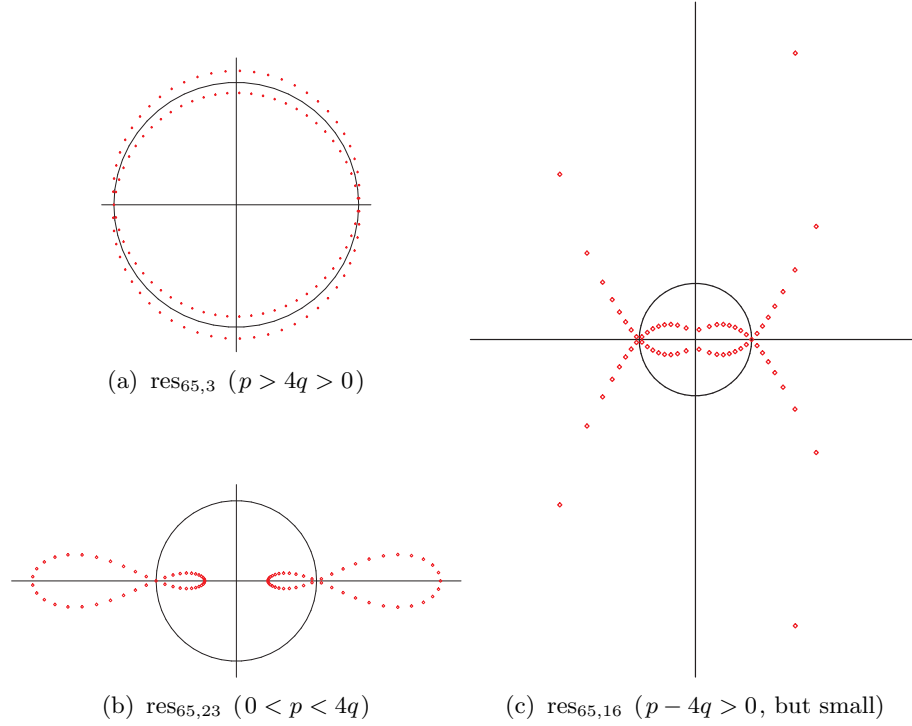 (a) res₆₅,₃ (p > 4q > 0)
(b) res₆₅,₂₃ (0 < p < 4q)
(c) res₆₅,₁₆ (p − 4q > 0, but small)